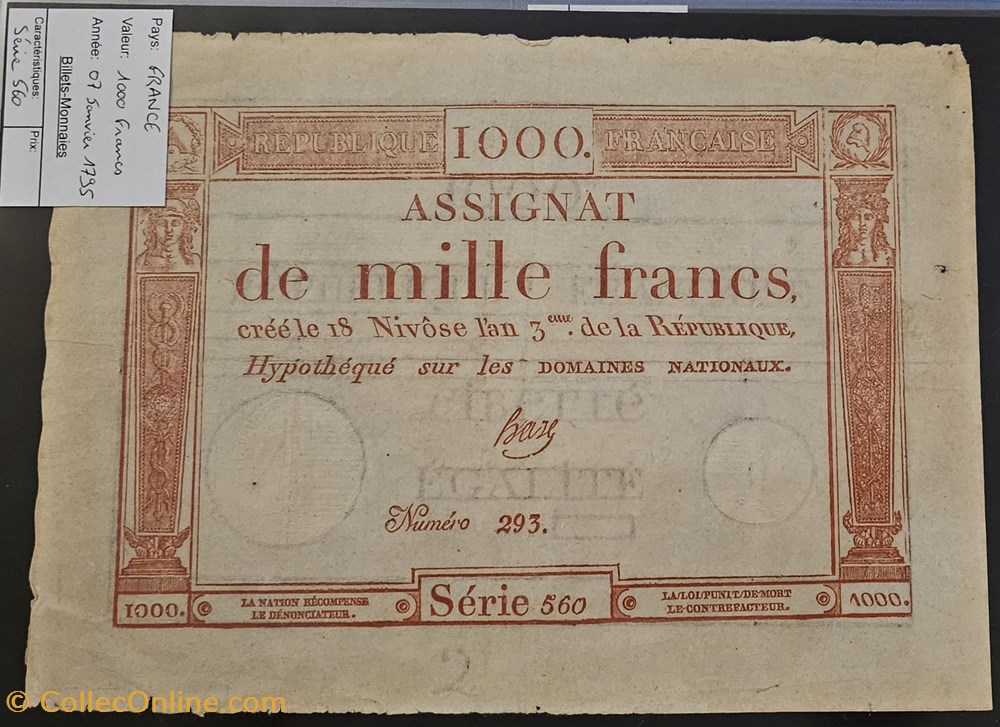 Pays: FRANCE
Valeur: 1000 Francs
Année: 07 Janvier 1795
Billets-Monnaies
Caractéristiques:
Prix:
Série 560
RÉPUBLIQUE 1000. FRANÇAISE
ASSIGNAT
de mille francs,
créé le 18 Nivôse l'an 3eme. de la RÉPUBLIQUE,
Hypothéqué sur les DOMAINES NATIONAUX.
LIBERTÉ
ÉGALITÉ
Numéro 293.
1000.
LA NATION RÉCOMPENSE
LE DÉNONCIATEUR.
Série 560
LA/LOI/PUNIT/DE MORT
LE CONTREFACTEUR.
1000.
2
© CollecOnline.com